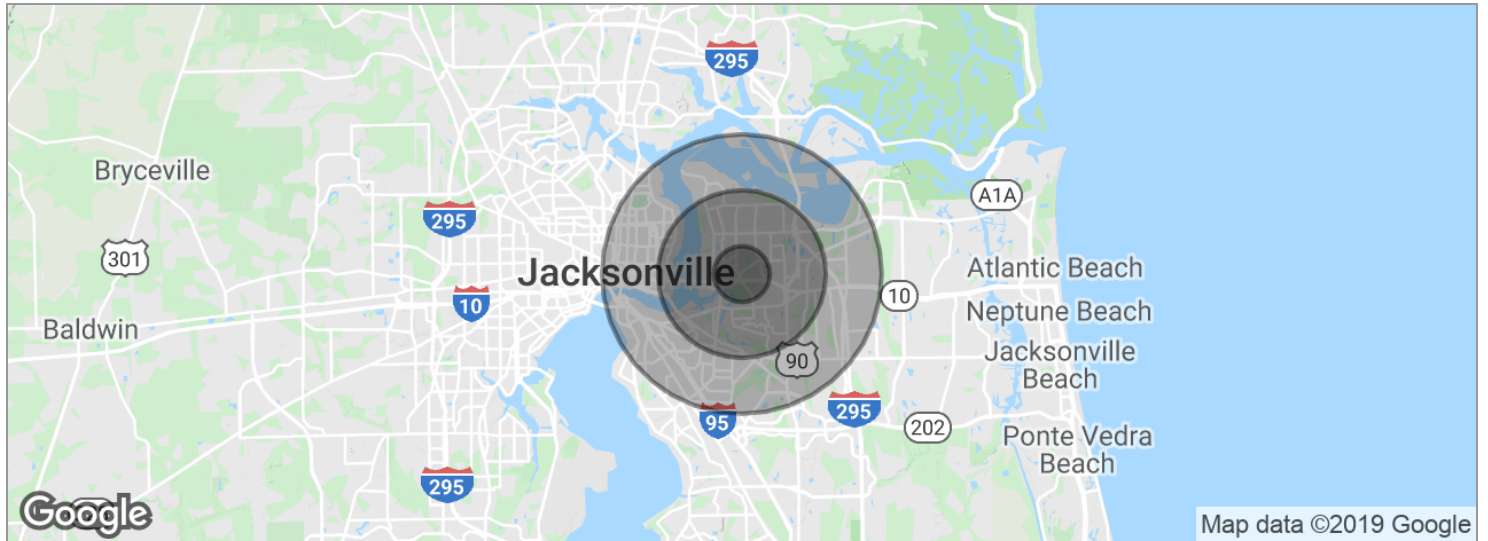 295
Bryceville
A1A
295
301
Jacksonville
Atlantic Beach
10
10
Neptune Beach
Baldwin
Jacksonville
Beach
90
295
95
202
Ponte Vedra
Beach
295
Google
Map data ©2019 Google